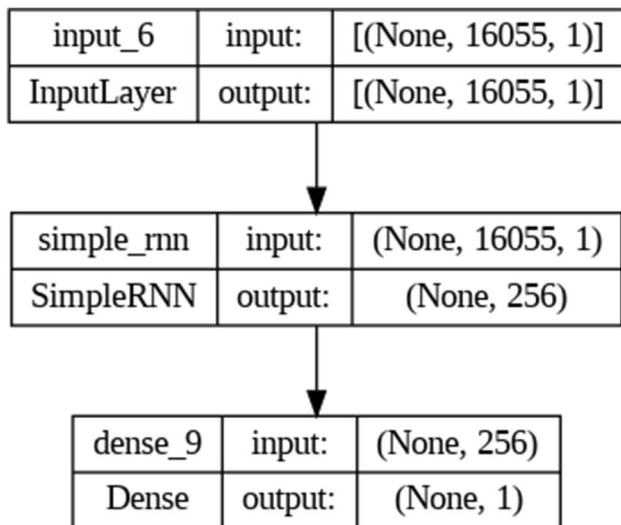 input_6 input: [(None, 16055, 1)]
InputLayer output: [(None, 16055, 1)]
simple_rnn input: (None, 16055, 1)
SimpleRNN output: (None, 256)
dense_9 input: (None, 256)
Dense output: (None, 1)